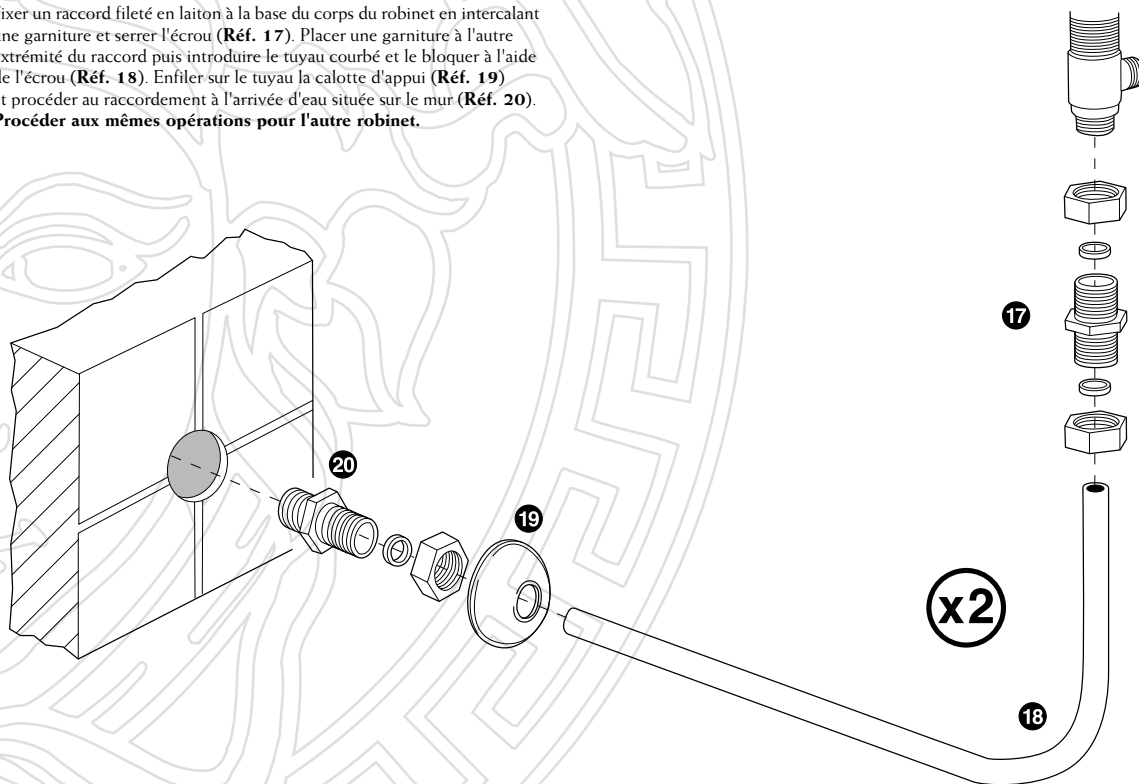 ixer un raccord fileté en laiton à la base du corps du robinet en intercalant
ne garniture et serrer l'écrou (Réf. 17). Placer une garniture à l'autre
xtrémité du raccord puis introduire le tuyau courbé et le bloquer à l'aide
e l'écrou (Réf. 18). Enfiler sur le tuyau la calotte d'appui (Réf. 19)
t procéder au raccordement à l'arrivée d'eau située sur le mur (Réf. 20).
Procéder aux mêmes opérations pour l'autre robinet.
17
20
19
x2
18